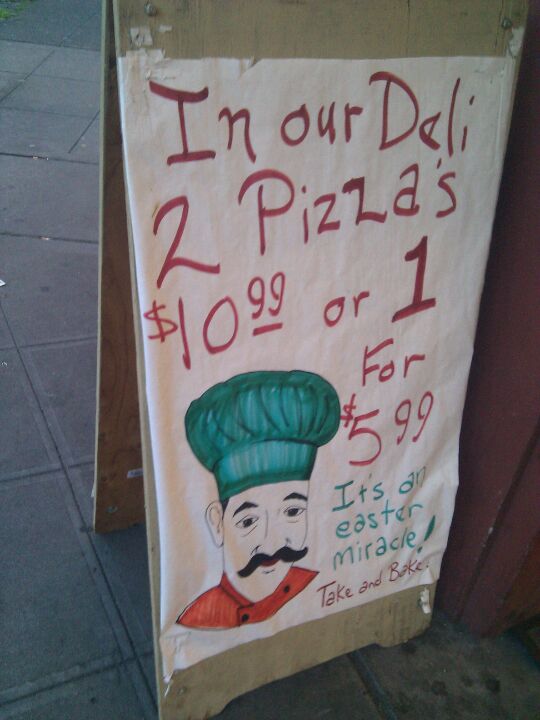 In our Deli
2 Pizza's
$10.99 or 1
For
$5.99
It's an
easter
miracle!
Take and Bake!